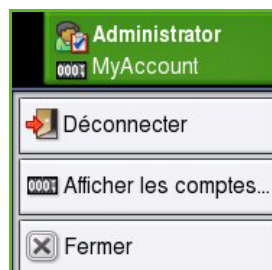 Administrator
0001 MyAccount
Déconnecter
0001 Afficher les comptes...
Fermer